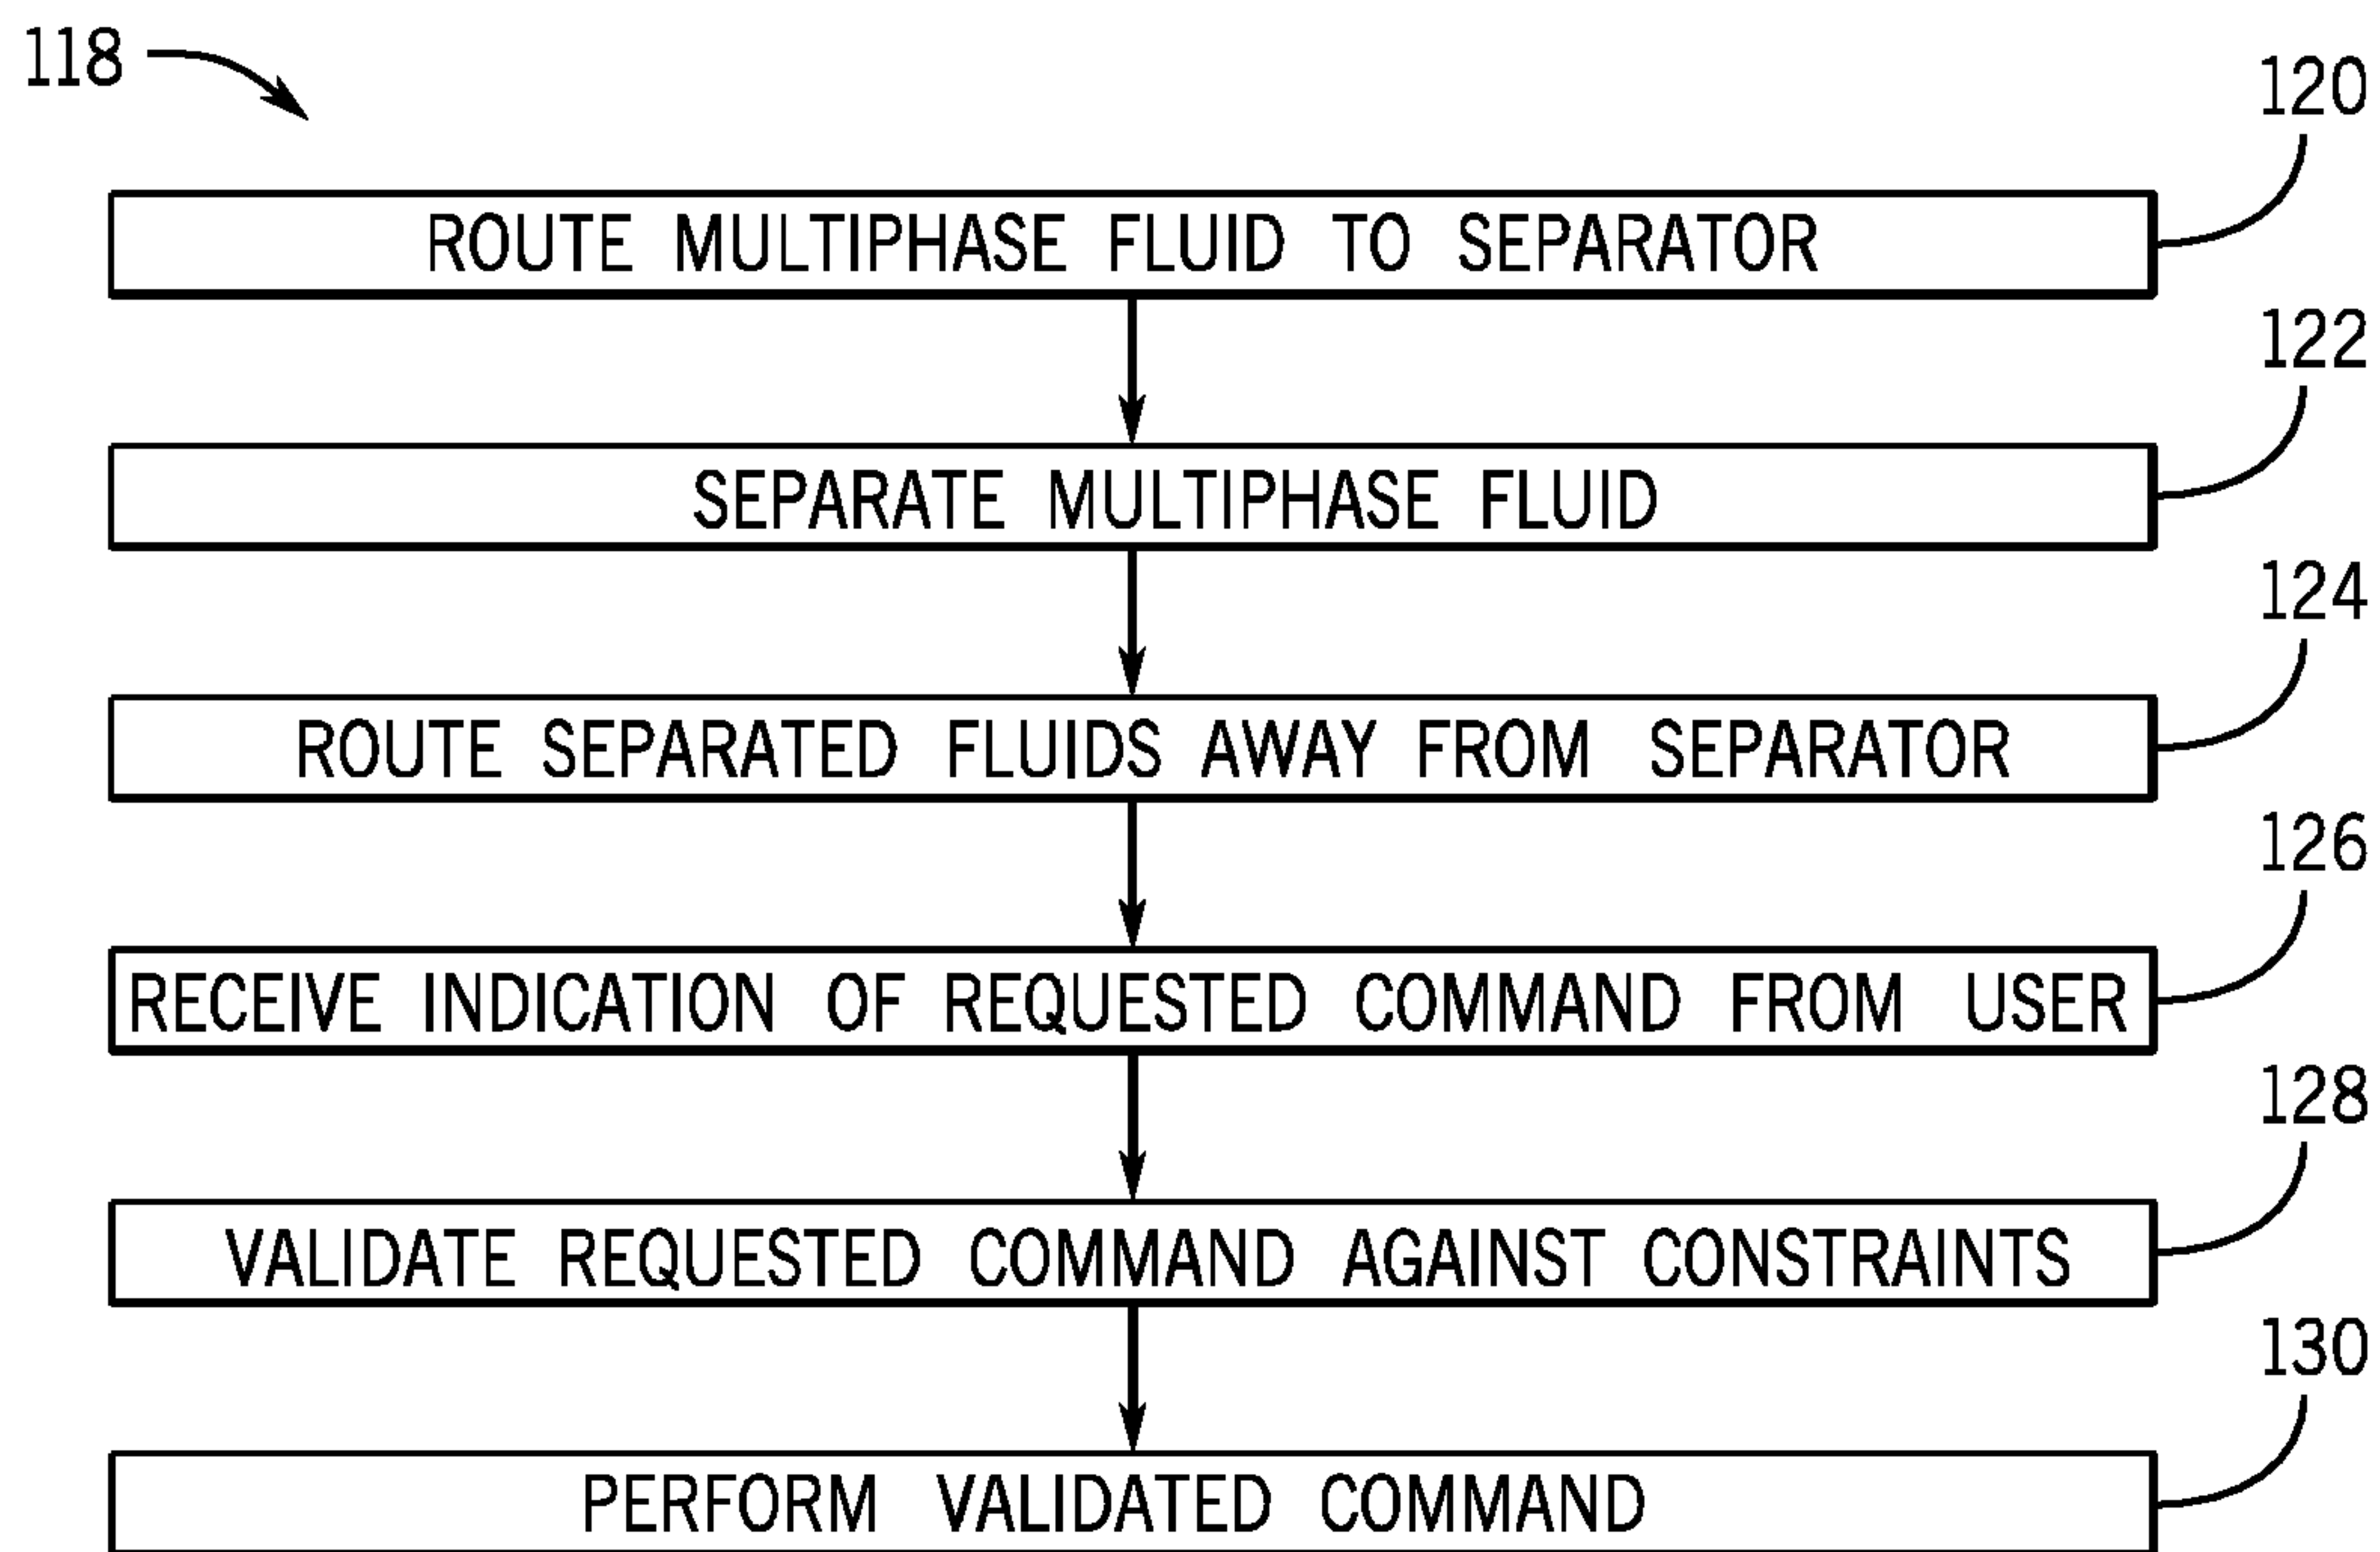 118
120
ROUTE MULTIPHASE FLUID TO SEPARATOR
122
SEPARATE MULTIPHASE FLUID
124
ROUTE SEPARATED FLUIDS AWAY FROM SEPARATOR
126
RECEIVE INDICATION OF REQUESTED COMMAND FROM USER
128
VALIDATE REQUESTED COMMAND AGAINST CONSTRAINTS
130
PERFORM VALIDATED COMMAND